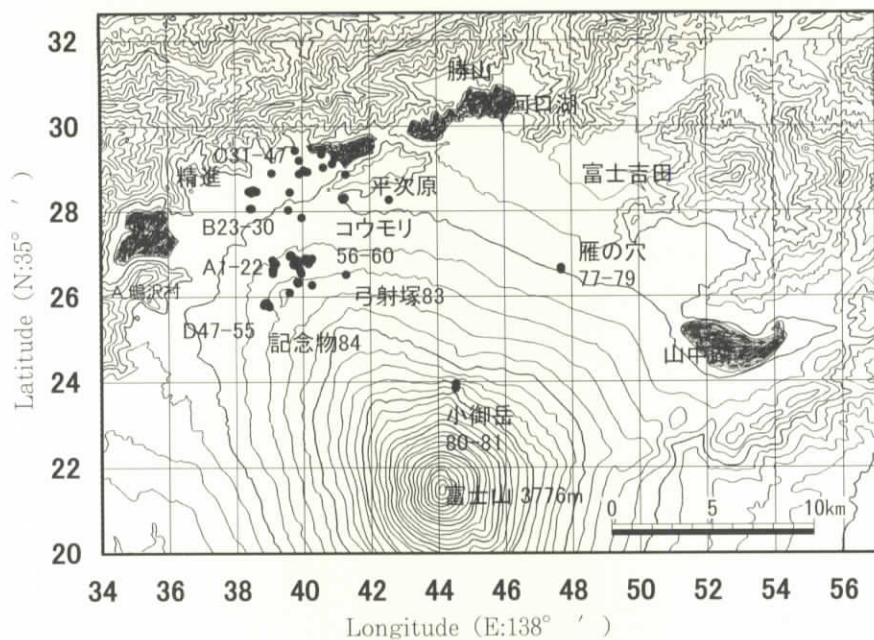 32
30
28
26
24
22
20
34 36 38 40 42 44 46 48 50 52 54 56
Latitude (N:35° ′)
Longitude (E:138° ′)
勝山
河口湖
C31-47
精進
平次原
富士吉田
B23-30
コウモリ
56-60
雁の穴
77-79
A1-22
A 鳴沢村
弓射塚83
D47-55
記念物84
山中湖
小御岳
80~81
富士山 3776m
0 5 10km